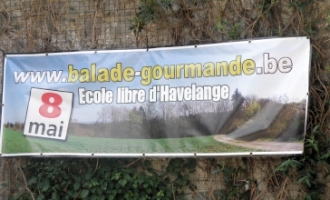 www.balade-gourmande.be
Ecole libre d'Havelange
8
mai